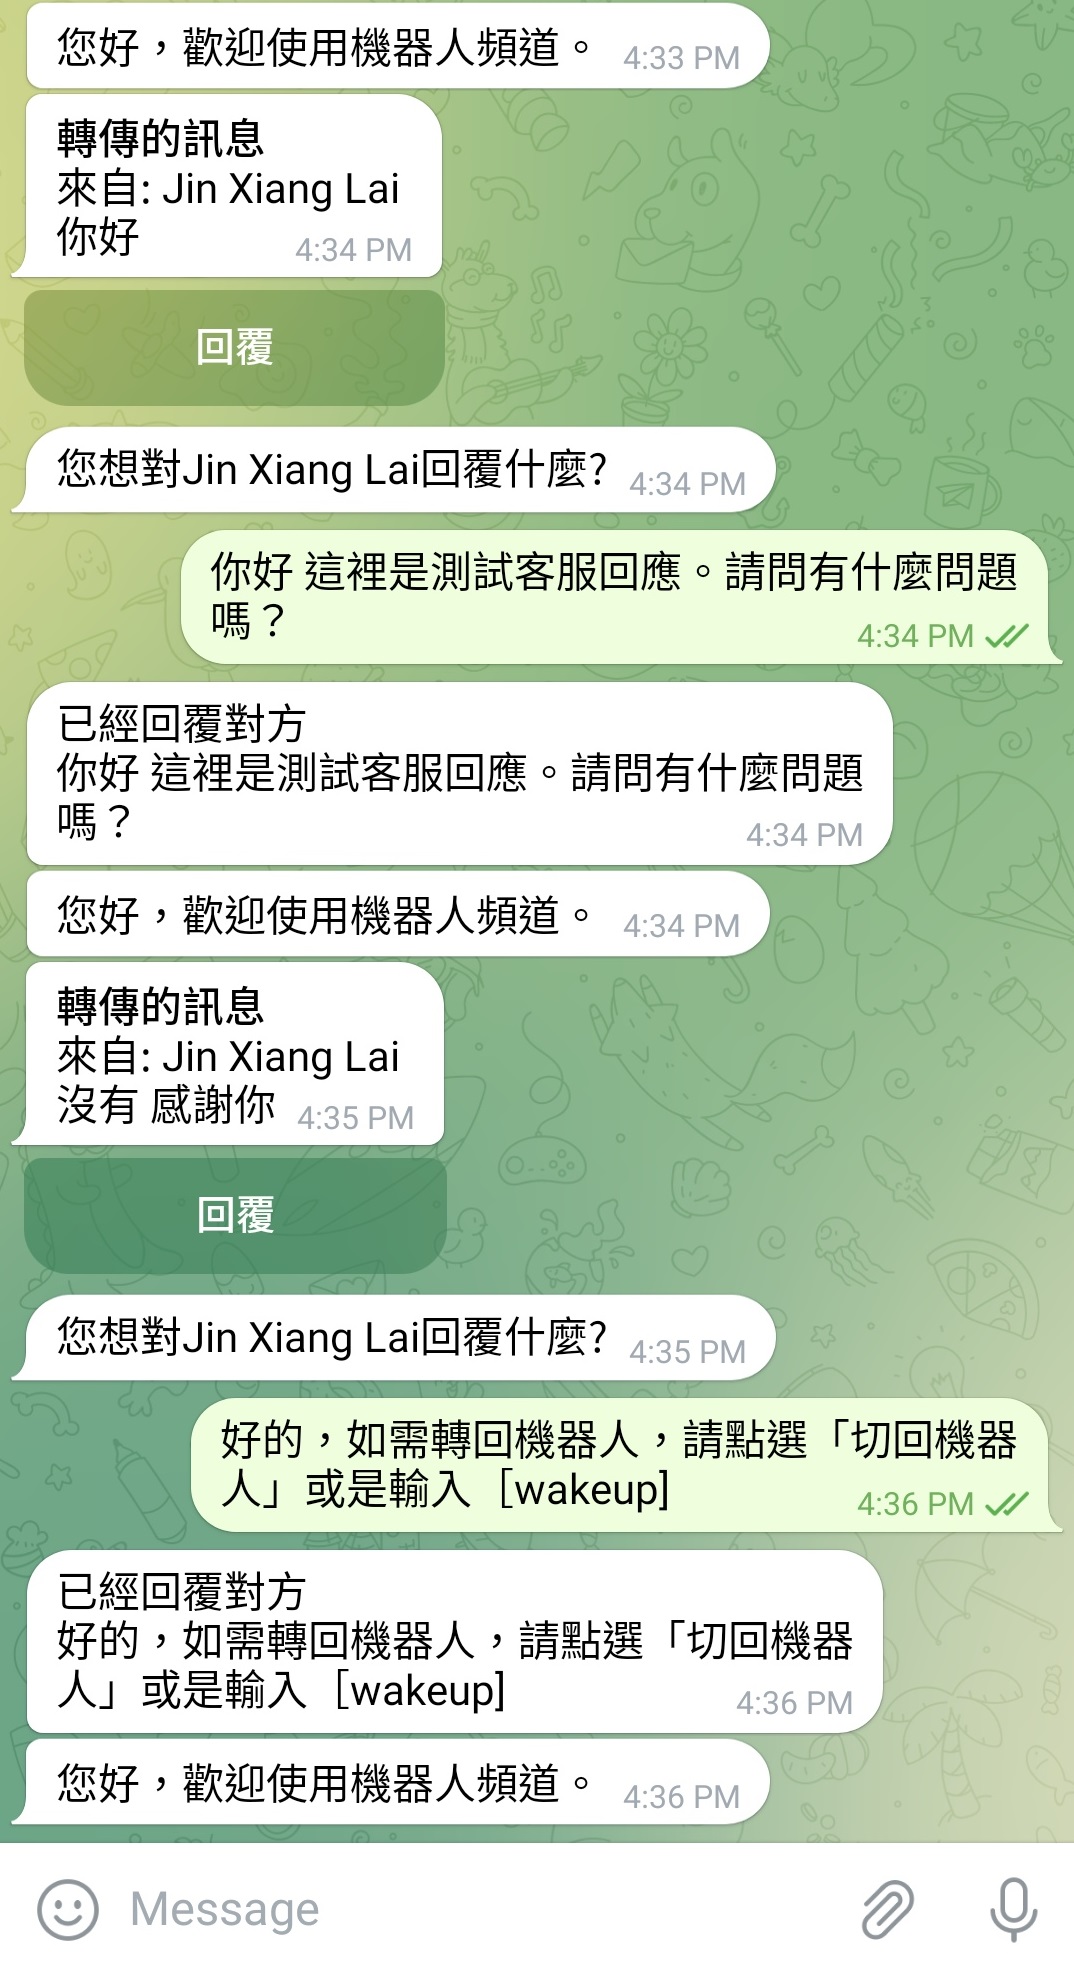 您好，歡迎使用機器人頻道。 4:33 PM
轉傳的訊息
來自: Jin Xiang Lai
你好 4:34 PM
回覆
您想對Jin Xiang Lai回覆什麼? 4:34 PM
你好 這裡是測試客服回應。請問有什麼問題
嗎？ 4:34 PM
已經回覆對方
你好 這裡是測試客服回應。請問有什麼問題
嗎？ 4:34 PM
您好，歡迎使用機器人頻道。 4:34 PM
轉傳的訊息
來自: Jin Xiang Lai
沒有 感謝你 4:35 PM
回覆
您想對Jin Xiang Lai回覆什麼? 4:35 PM
好的，如需轉回機器人，請點選「切回機器
人」或是輸入［wakeup] 4:36 PM
已經回覆對方
好的，如需轉回機器人，請點選「切回機器
人」或是輸入［wakeup] 4:36 PM
您好，歡迎使用機器人頻道。 4:36 PM
Message